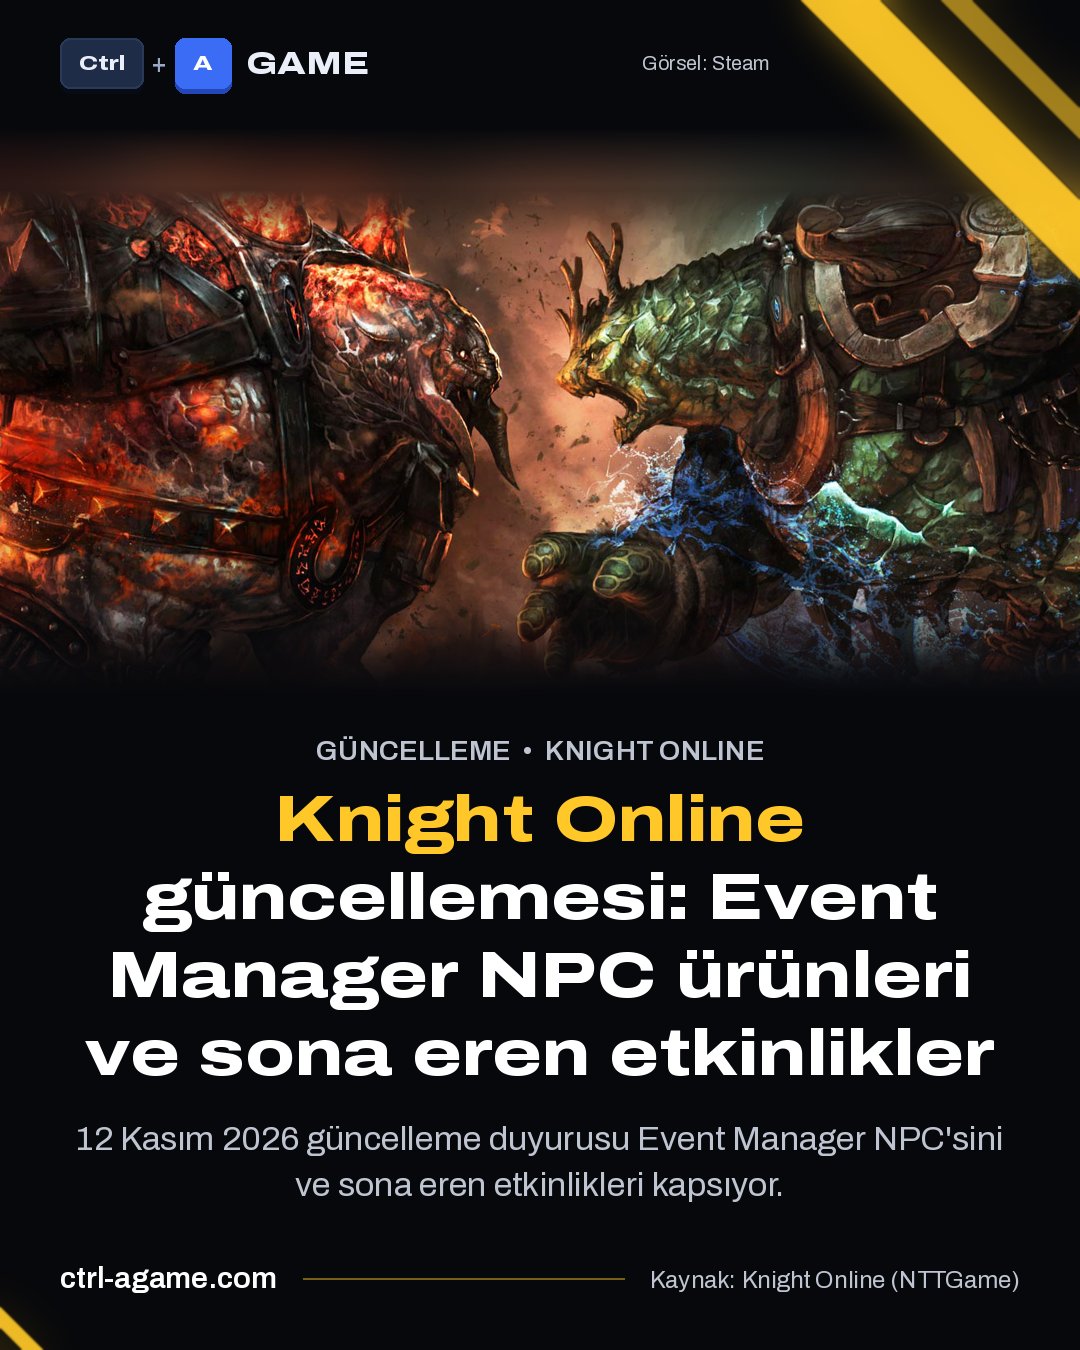 Ctrl + A GAME
Görsel: Steam
GÜNCELLEME • KNIGHT ONLINE
Knight Online
güncellemesi: Event
Manager NPC ürünleri
ve sona eren etkinlikler
12 Kasım 2026 güncelleme duyurusu Event Manager NPC'sini
ve sona eren etkinlikleri kapsıyor.
ctrl-agame.com
Kaynak: Knight Online (NTTGame)